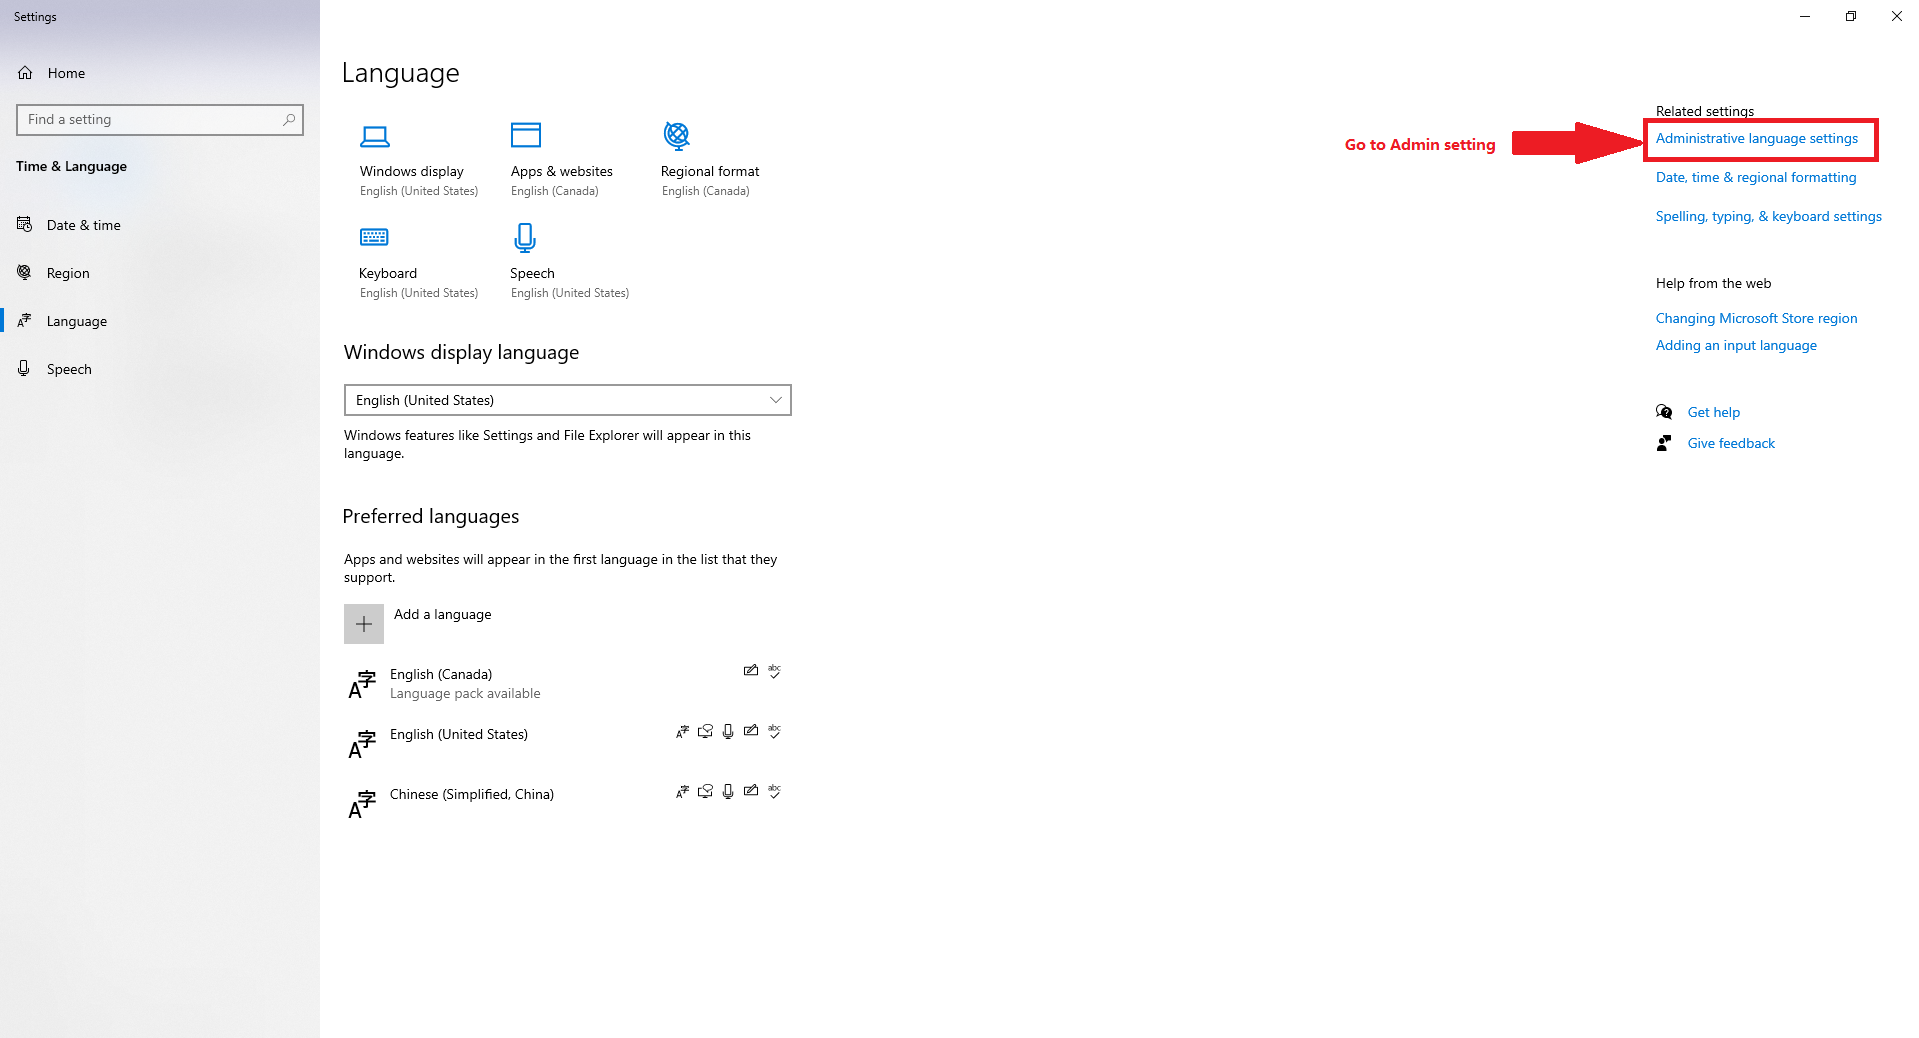 Settings
Home
Find a setting
Time & Language
Date & time
Region
Language
Speech
Language
Windows display
English (United States)
Apps & websites
English (Canada)
Regional format
English (Canada)
Keyboard
English (United States)
Speech
English (United States)
Windows display language
English (United States)
Windows features like Settings and File Explorer will appear in this
language.
Preferred languages
Apps and websites will appear in the first language in the list that they
support.
Add a language
English (Canada)
Language pack available
English (United States)
Chinese (Simplified, China)
Go to Admin setting
Related settings
Administrative language settings
Date, time & regional formatting
Spelling, typing, & keyboard settings
Help from the web
Changing Microsoft Store region
Adding an input language
Get help
Give feedback